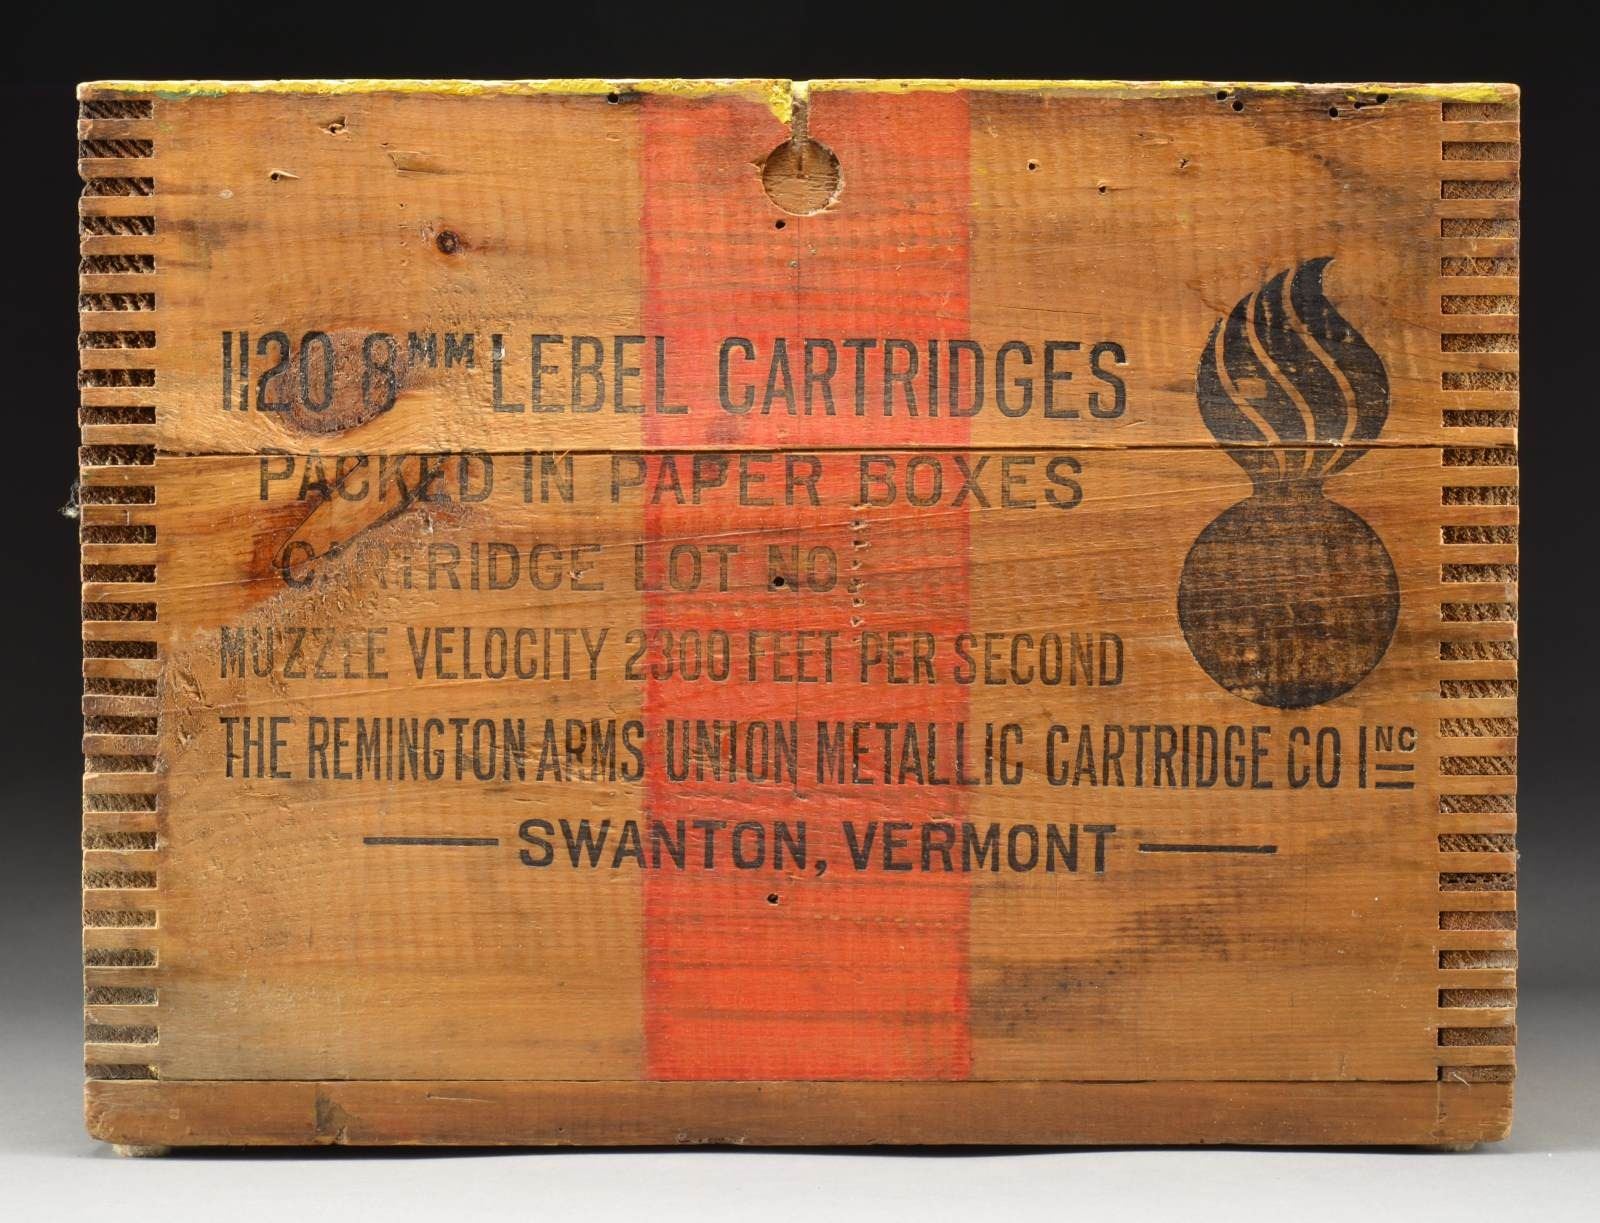 1120 8MM LEBEL CARTRIDGES
PACKED IN PAPER BOXES
CARTRIDGE LOT NO.
MUZZLE VELOCITY 2300 FEET PER SECOND
THE REMINGTON ARMS UNION METALLIC CARTRIDGE CO INC
SWANTON, VERMONT